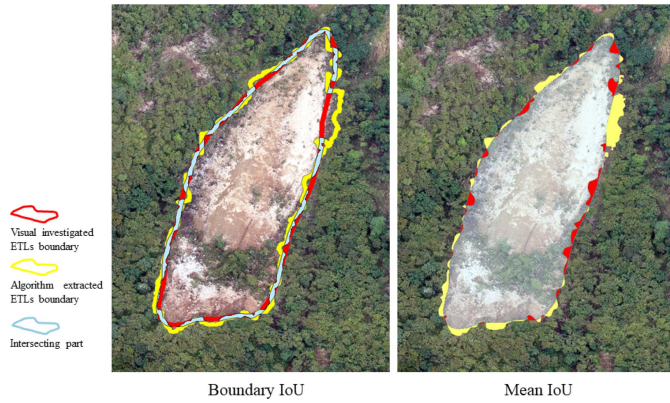 Visual investigated
ETLs boundary
Algorithm extracted
ETLs boundary
Intersecting part
Boundary IoU
Mean IoU